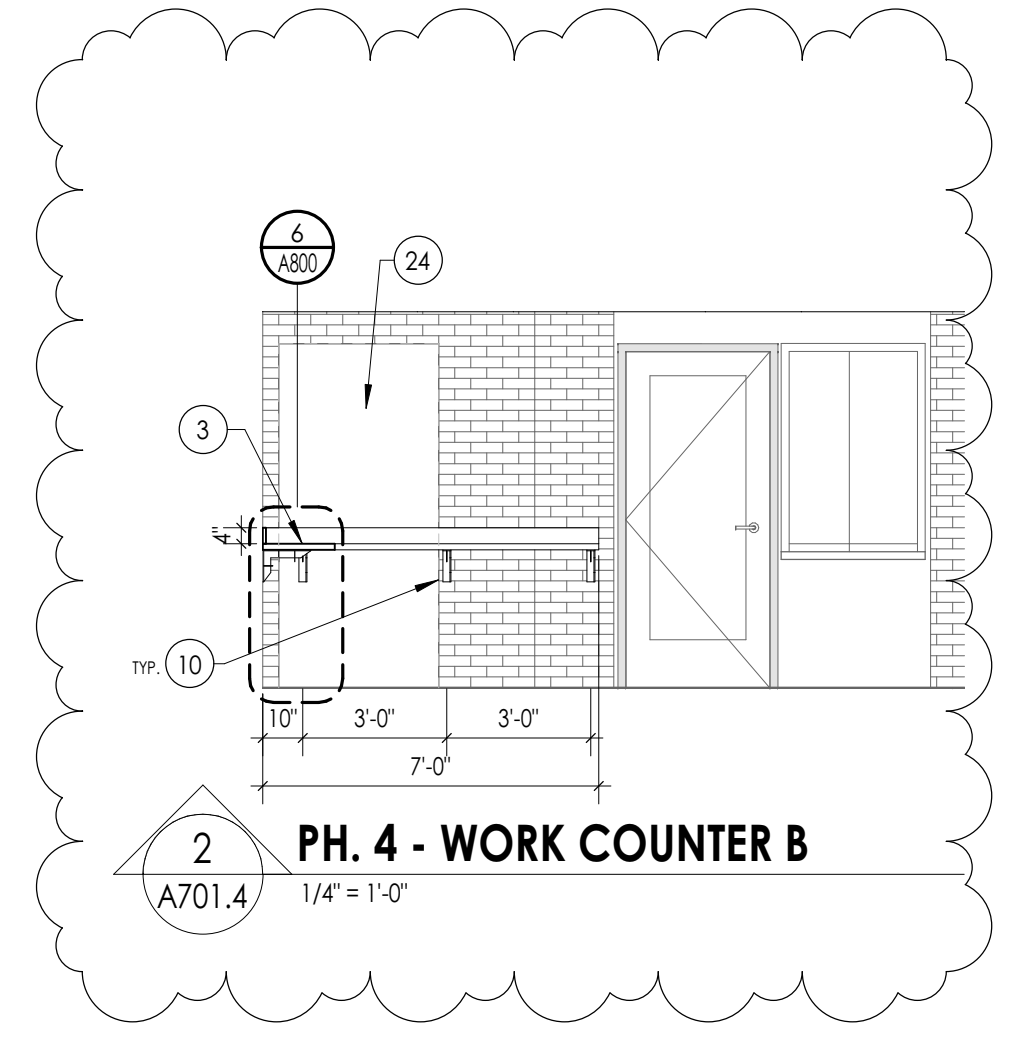 6
A800
24
3
4"
TYP. 10
10" 3'-0" 3'-0"
7'-0"
2
A701.4
PH. 4 - WORK COUNTER B
1/4" = 1'-0"